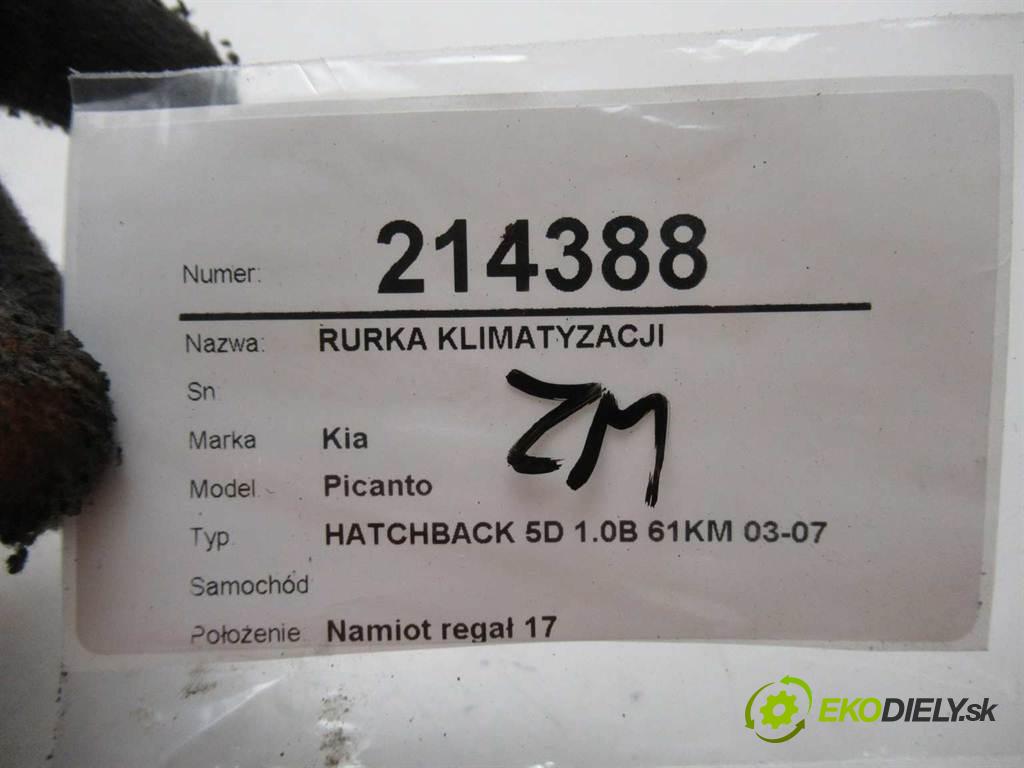 Numer: 214388
Nazwa: RURKA KLIMATYZACJI
Sn
ZM
Marka Kia
Model Picanto
Typ HATCHBACK 5D 1.0B 61KM 03-07
Samochód
Położenie Namiot regał 17
EKODIELY.sk